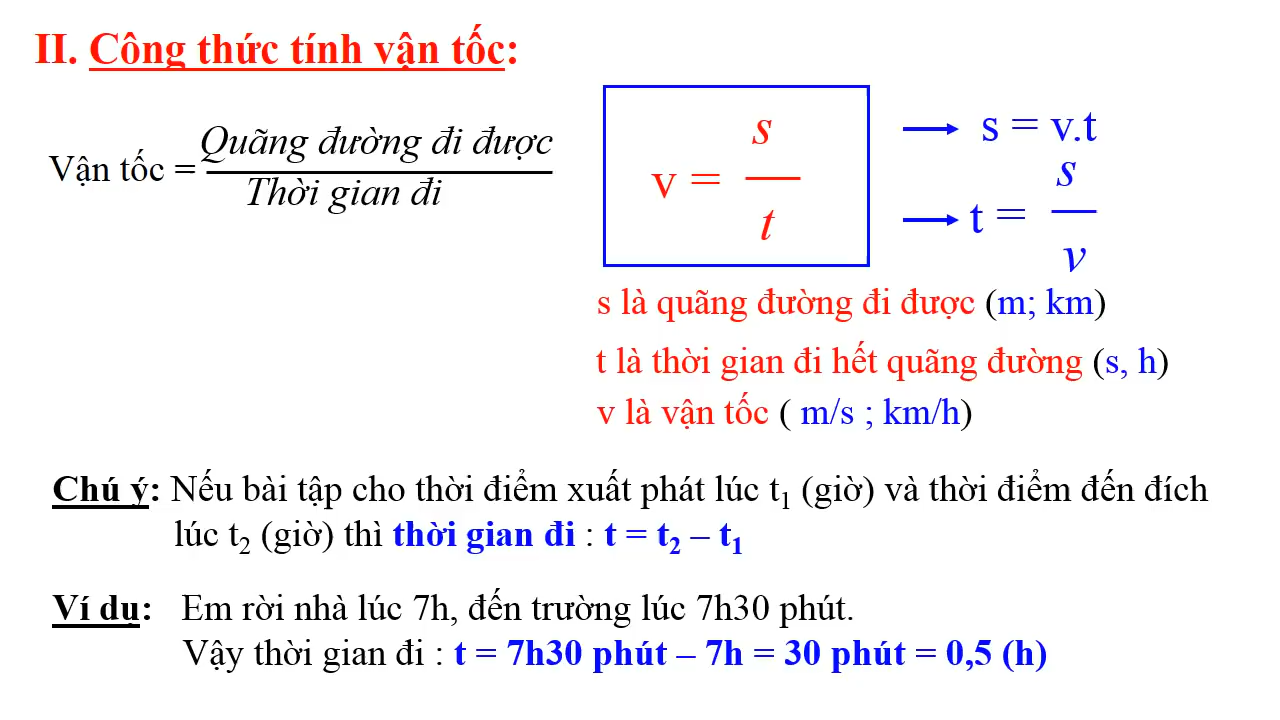 II. Công thức tính vận tốc:
Vận tốc = Quãng đường đi được / Thời gian đi
v = s / t
→ s = v.t
→ t = s / v
s là quãng đường đi được (m; km)
t là thời gian đi hết quãng đường (s, h)
v là vận tốc ( m/s ; km/h)
Chú ý: Nếu bài tập cho thời điểm xuất phát lúc t₁ (giờ) và thời điểm đến đích
lúc t₂ (giờ) thì thời gian đi : t = t₂ – t₁
Ví dụ: Em rời nhà lúc 7h, đến trường lúc 7h30 phút.
Vậy thời gian đi : t = 7h30 phút – 7h = 30 phút = 0,5 (h)